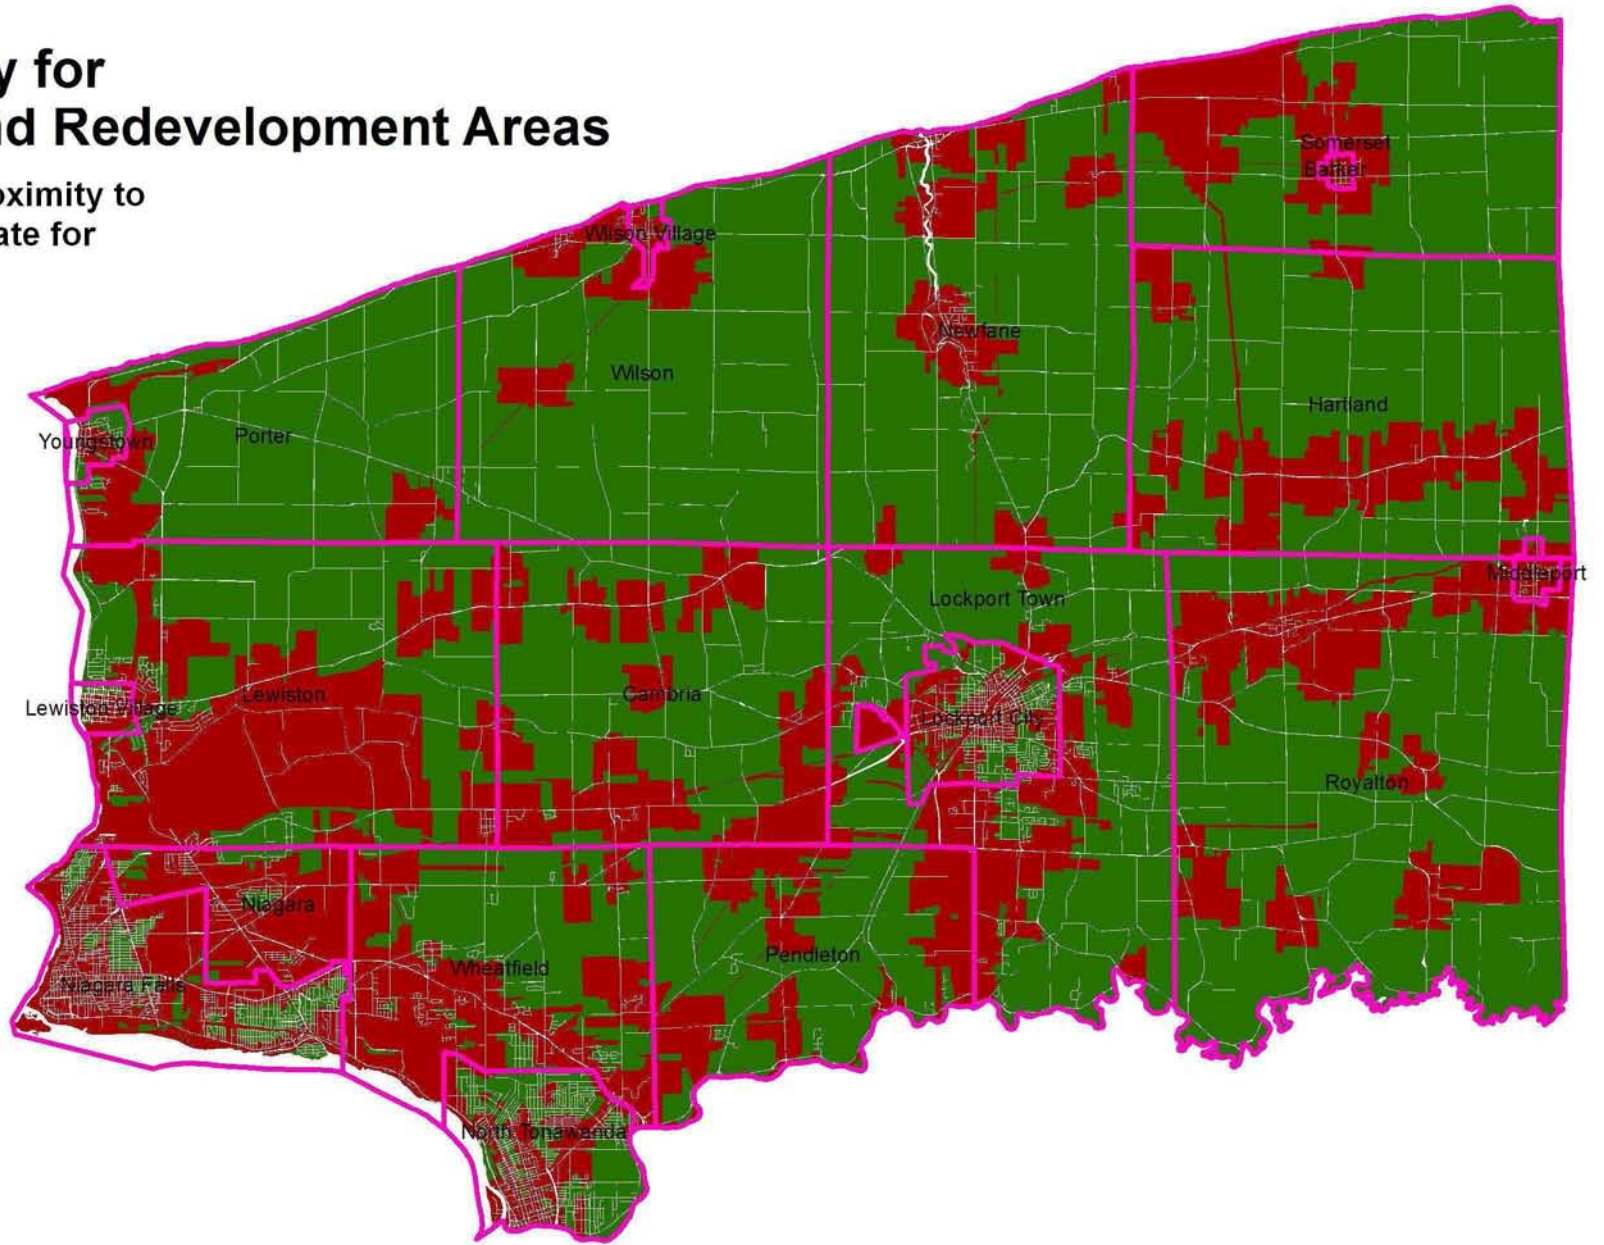 y for
nd Redevelopment Areas
oximity to
ate for
Somerset
Barker
Wilson Village
Newfane
Wilson
Hartland
Youngstown
Porter
Middleport
Lockport Town
Lewiston
Cambria
Lewiston Village
Lockport City
Royalton
Niagara
Pendleton
Wheatfield
Niagara Falls
North Tonawanda